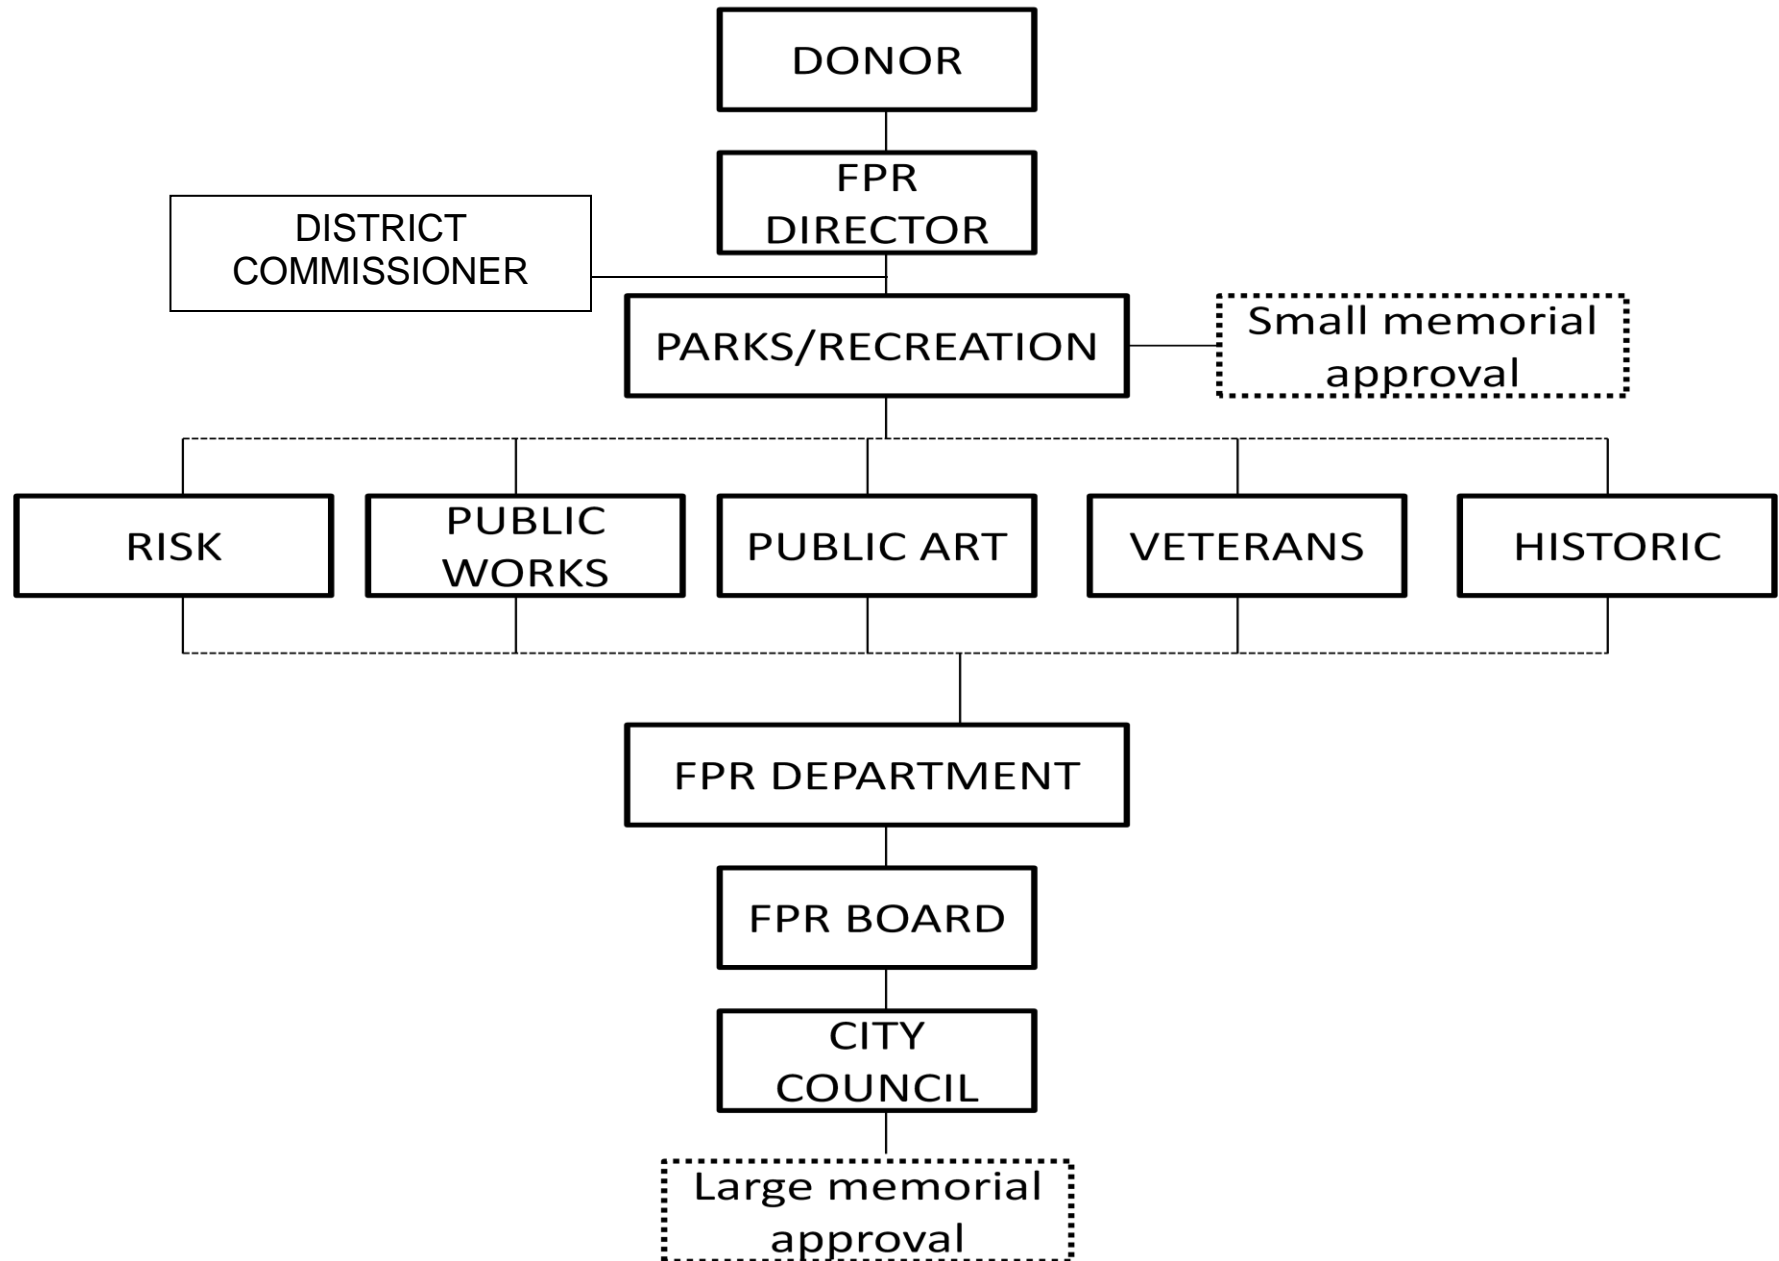 DONOR
FPR
DIRECTOR
DISTRICT
COMMISSIONER
PARKS/RECREATION
Small memorial
approval
RISK
PUBLIC
WORKS
PUBLIC ART
VETERANS
HISTORIC
FPR DEPARTMENT
FPR BOARD
CITY
COUNCIL
Large memorial
approval